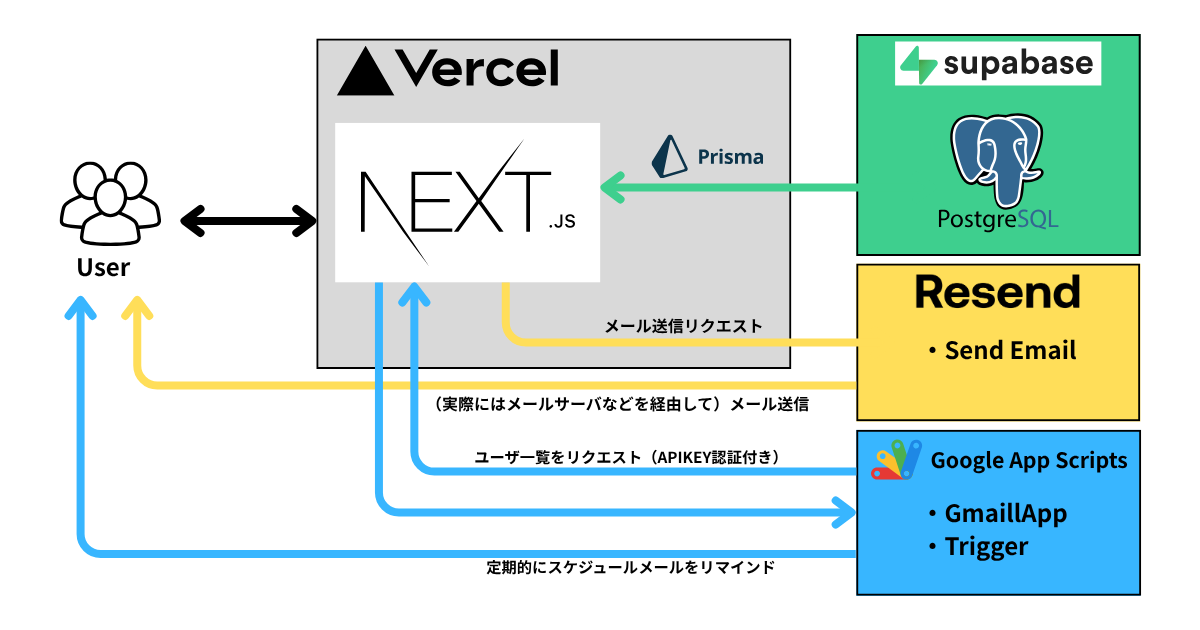 Vercel
NEXT.JS
Prisma
supabase
PostgreSQL
User
Resend
・Send Email
メール送信リクエスト
（実際にはメールサーバなどを経由して）メール送信
ユーザ一覧をリクエスト（APIKEY認証付き）
Google App Scripts
・GmaillApp
・Trigger
定期的にスケジュールメールをリマインド